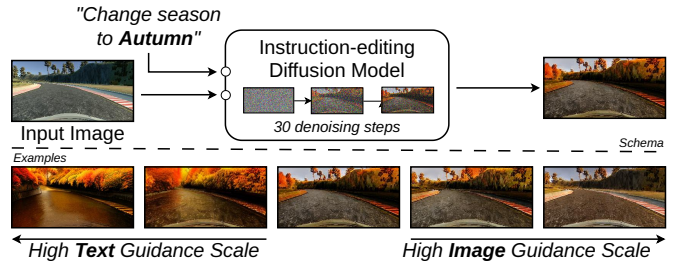 "Change season
to Autumn"
Instruction-editing
Diffusion Model
30 denoising steps
Input Image
Schema
Examples
High Text Guidance Scale
High Image Guidance Scale